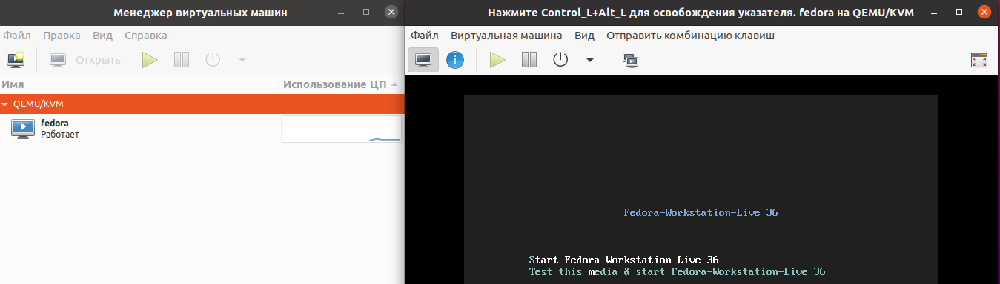 Менеджер виртуальных машин
Файл Правка Вид Справка
Открыть
Имя Использование ЦП
QEMU/KVM
fedora
Работает
Нажмите Control_L+Alt_L для освобождения указателя. fedora на QEMU/KVM
Файл Виртуальная машина Вид Отправить комбинацию клавиш
Fedora-Workstation-Live 36
Start Fedora-Workstation-Live 36
Test this media & start Fedora-Workstation-Live 36